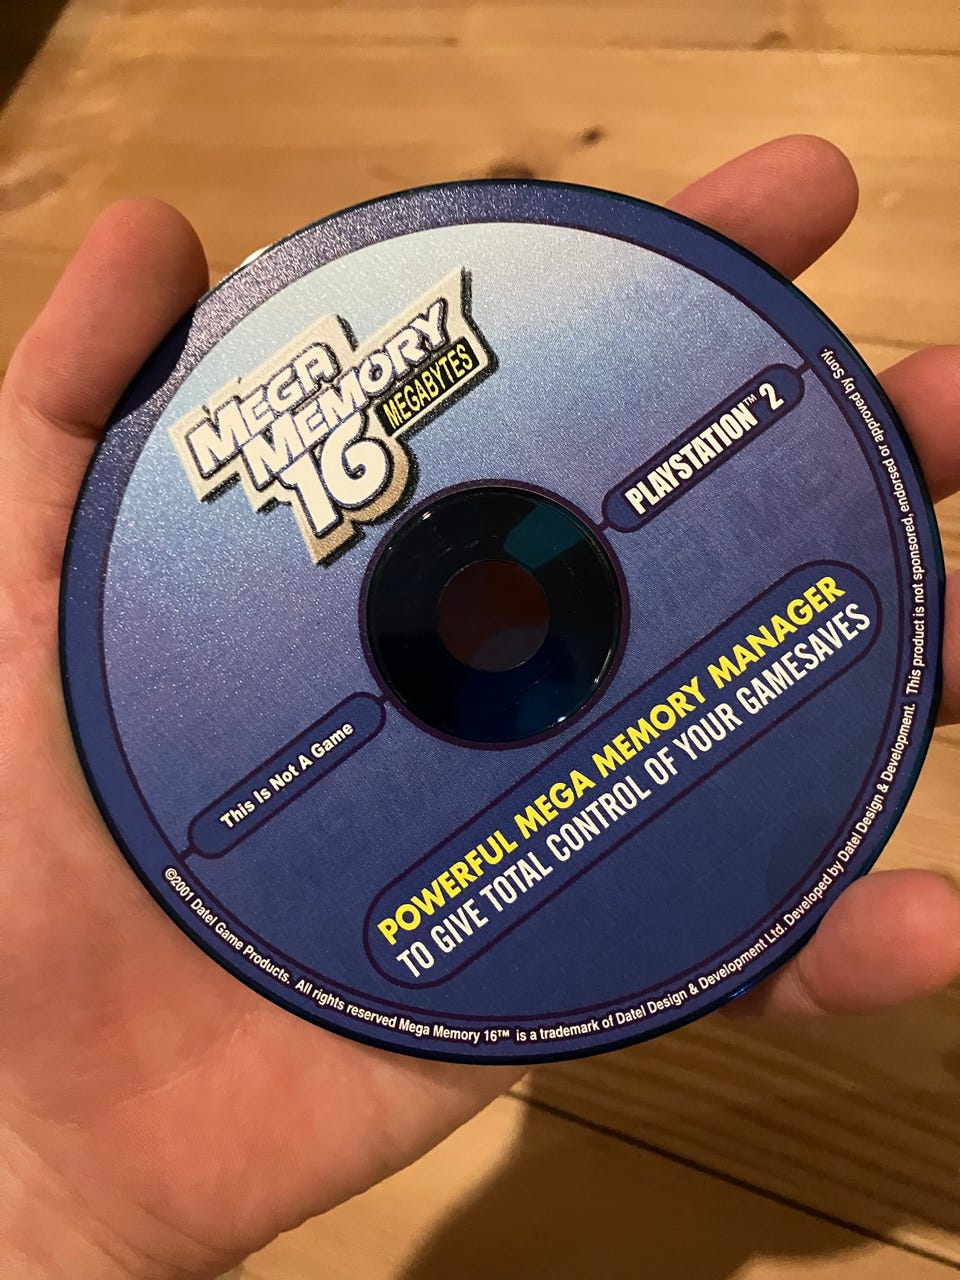 MEGA
MEMORY
16 MEGABYTES
PLAYSTATION™ 2
POWERFUL MEGA MEMORY MANAGER
TO GIVE TOTAL CONTROL OF YOUR GAMESAVES
This Is Not A Game
©2001 Datel Game Products. All rights reserved Mega Memory 16™ is a trademark of Datel Design & Development Ltd. Developed by Datel Design & Development. This product is not sponsored, endorsed or approved by Sony.